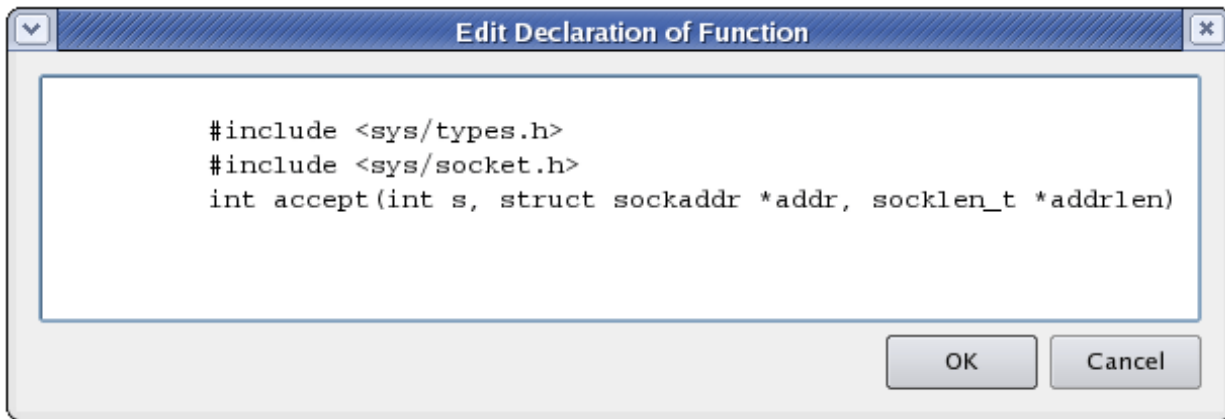 Edit Declaration of Function
#include <sys/types.h>
#include <sys/socket.h>
int accept(int s, struct sockaddr *addr, socklen_t *addrlen)
OK
Cancel